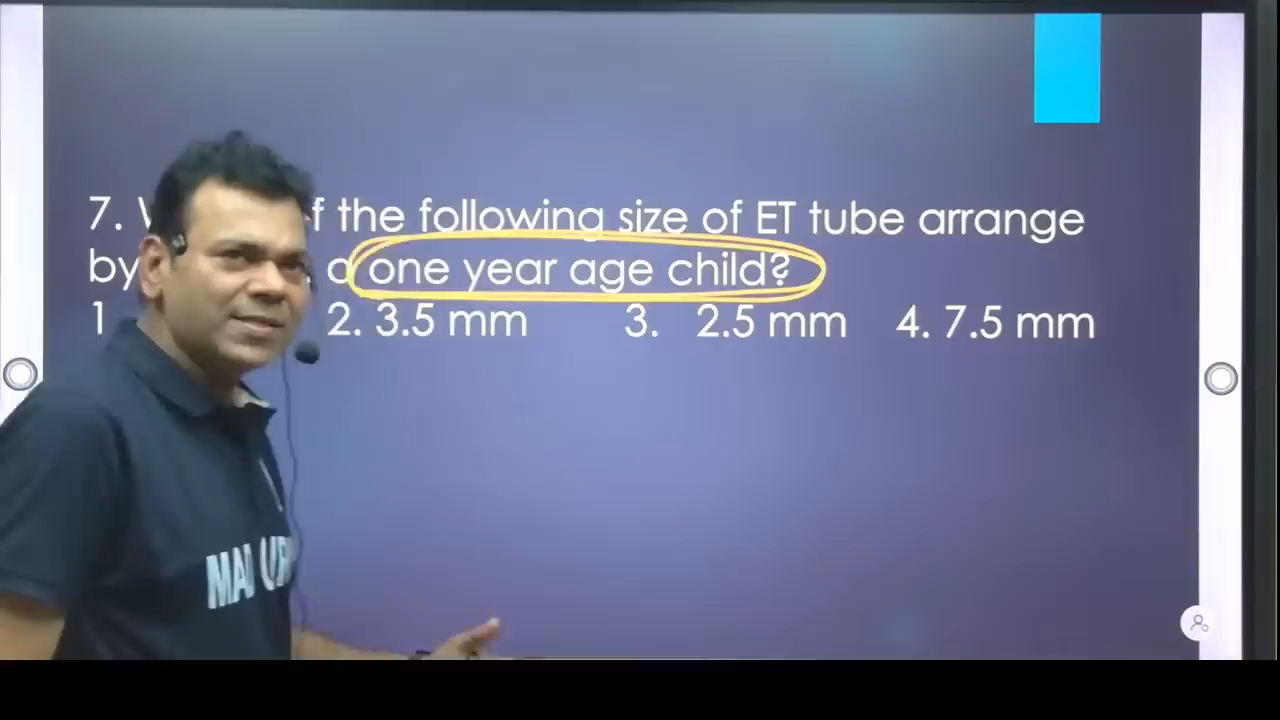 7. f the following size of ET tube arrange
by one year age child?
1 2. 3.5 mm 3. 2.5 mm 4. 7.5 mm
MAD